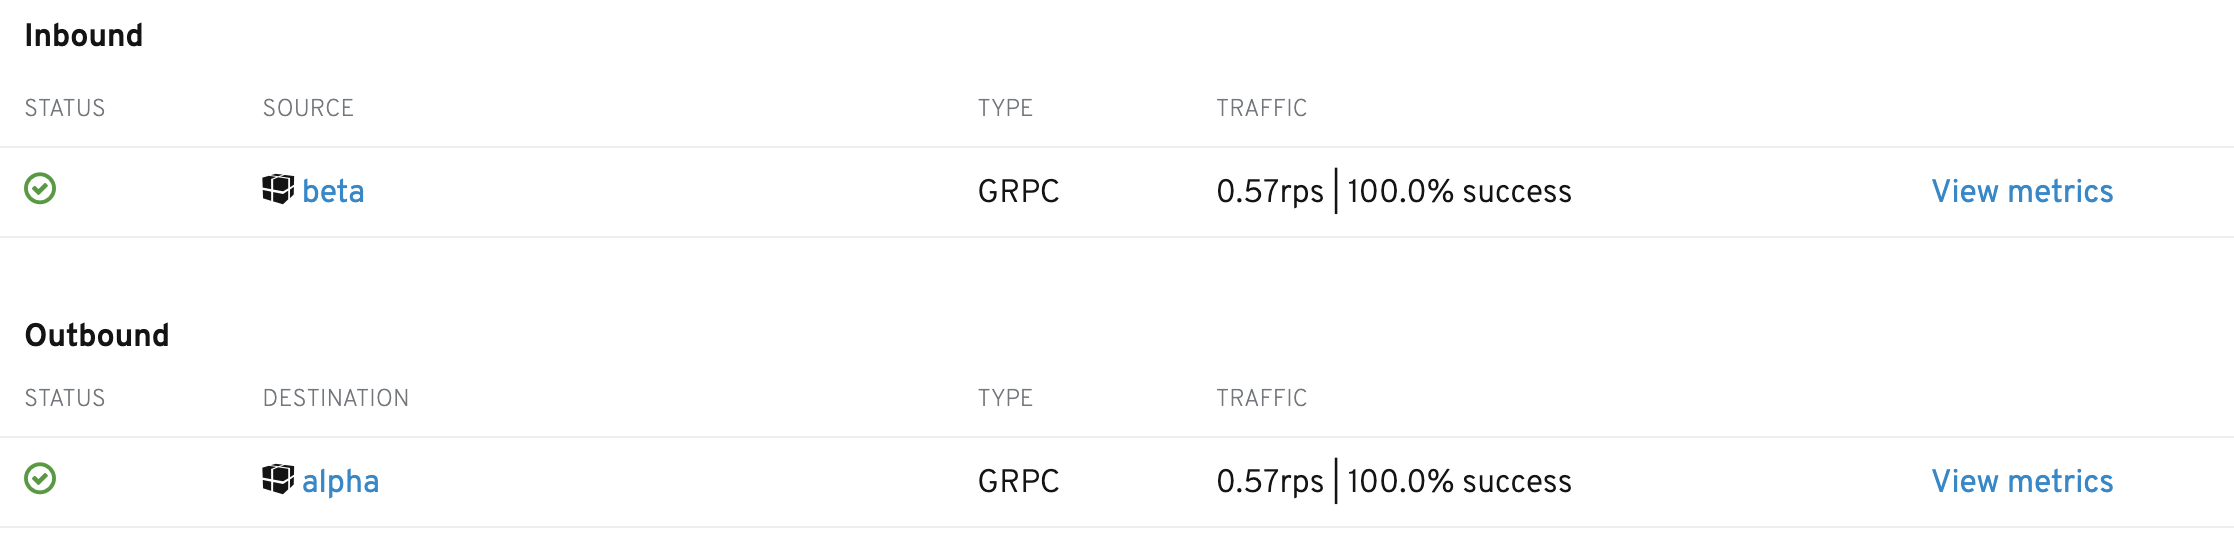 Inbound
STATUS SOURCE TYPE TRAFFIC
beta GRPC 0.57rps | 100.0% success View metrics
Outbound
STATUS DESTINATION TYPE TRAFFIC
alpha GRPC 0.57rps | 100.0% success View metrics